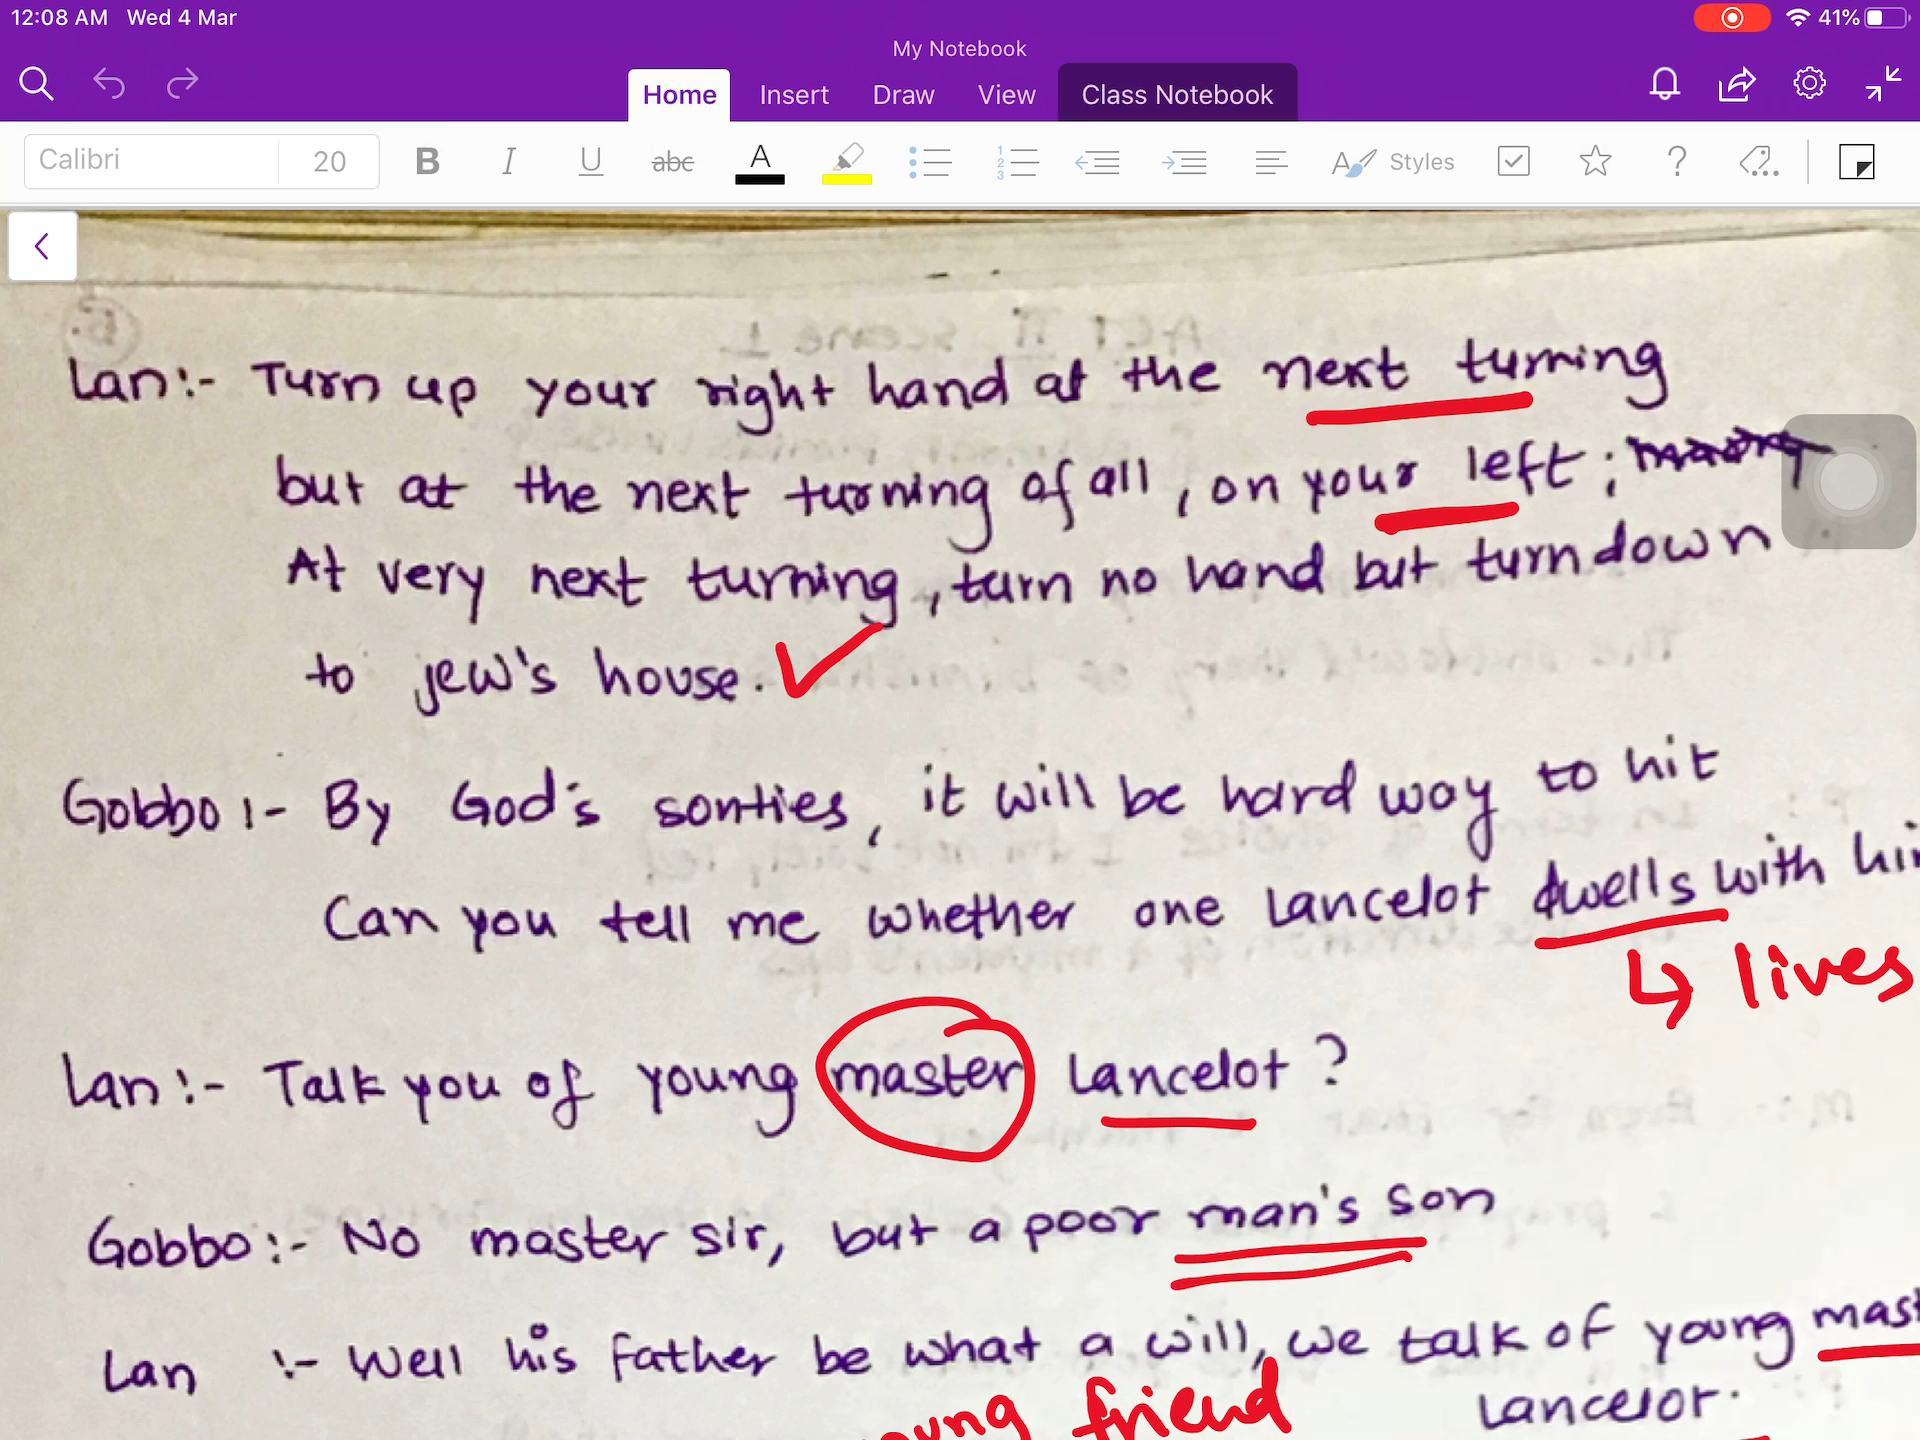 12:08 AM Wed 4 Mar
41%
My Notebook
Home Insert Draw View Class Notebook
Calibri 20 B I U abc A Styles
Lan:- Turn up your right hand at the next turning
but at the next turning of all, on your left;
At very next turning, turn no hand but turn down
to jew's house.
Gobbo :- By God's sonties, it will be hard way to hit
Can you tell me whether one Lancelot dwells with
lives
Lan:- Talk you of young master Lancelot?
Gobbo:- No master sir, but a poor man's son
Lan :- Well his father be what a will, we talk of young
friend
Lancelot.